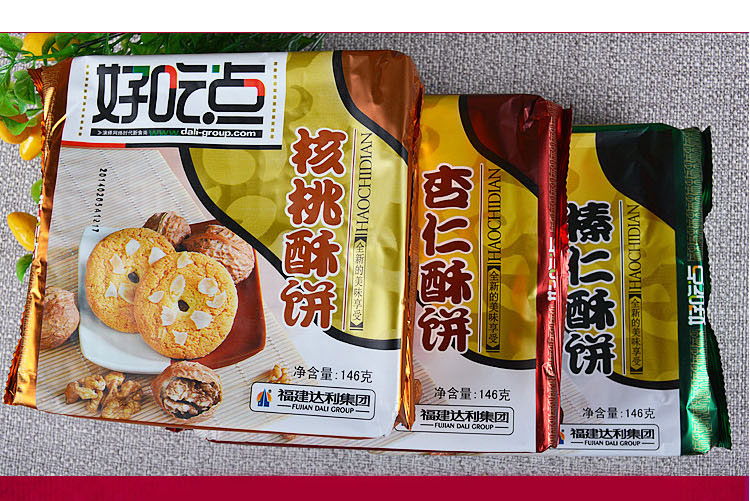 好吃点
www.dali-group.com
20140205A1217
核桃酥饼
HAOCHIDIAN
全新的美味享受
净含量: 146克
福建达利集团
FUJIAN DALI GROUP
杏仁酥饼
HAOCHIDIAN
全新的美味享受
净含量: 146克
福建达利集团
FUJIAN DALI GROUP
榛仁酥饼
HAOCHIDIAN
全新的美味享受
净含量: 146克
福建达利集团
FUJIAN DALI GROUP